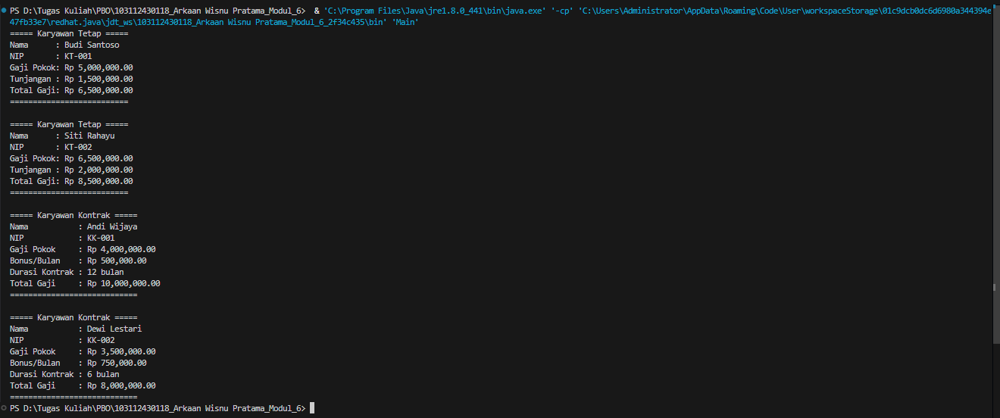 PS D:\Tugas Kuliah\PBO\103112430118_Arkaan Wisnu Pratama_Modul_6>  & 'C:\Program Files\Java\jre1.8.0_441\bin\java.exe' '-cp' 'C:\Users\Administrator\AppData\Roaming\Code\User\workspaceStorage\01c9dcb0dc6d6980a344394e
47fb33e7\redhat.java\jdt_ws\103112430118_Arkaan Wisnu Pratama_Modul_6_2f34c435\bin' 'Main'
===== Karyawan Tetap =====
Nama      : Budi Santoso
NIP       : KT-001
Gaji Pokok: Rp 5,000,000.00
Tunjangan : Rp 1,500,000.00
Total Gaji: Rp 6,500,000.00
==========================
===== Karyawan Tetap =====
Nama      : Siti Rahayu
NIP       : KT-002
Gaji Pokok: Rp 6,500,000.00
Tunjangan : Rp 2,000,000.00
Total Gaji: Rp 8,500,000.00
==========================
===== Karyawan Kontrak =====
Nama           : Andi Wijaya
NIP            : KK-001
Gaji Pokok     : Rp 4,000,000.00
Bonus/Bulan    : Rp 500,000.00
Durasi Kontrak : 12 bulan
Total Gaji     : Rp 10,000,000.00
============================
===== Karyawan Kontrak =====
Nama           : Dewi Lestari
NIP            : KK-002
Gaji Pokok     : Rp 3,500,000.00
Bonus/Bulan    : Rp 750,000.00
Durasi Kontrak : 6 bulan
Total Gaji     : Rp 8,000,000.00
============================
PS D:\Tugas Kuliah\PBO\103112430118_Arkaan Wisnu Pratama_Modul_6>